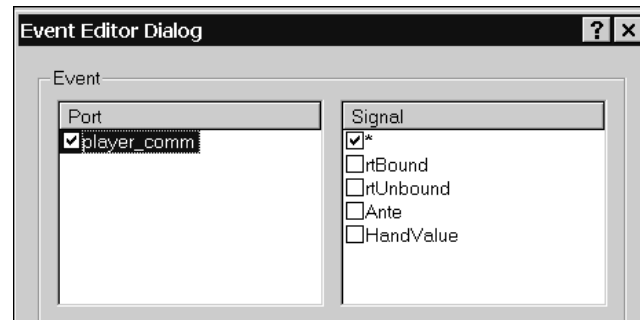 Event Editor Dialog
Event
Port
Signal
player_comm
*
rtBound
rtUnbound
Ante
HandValue